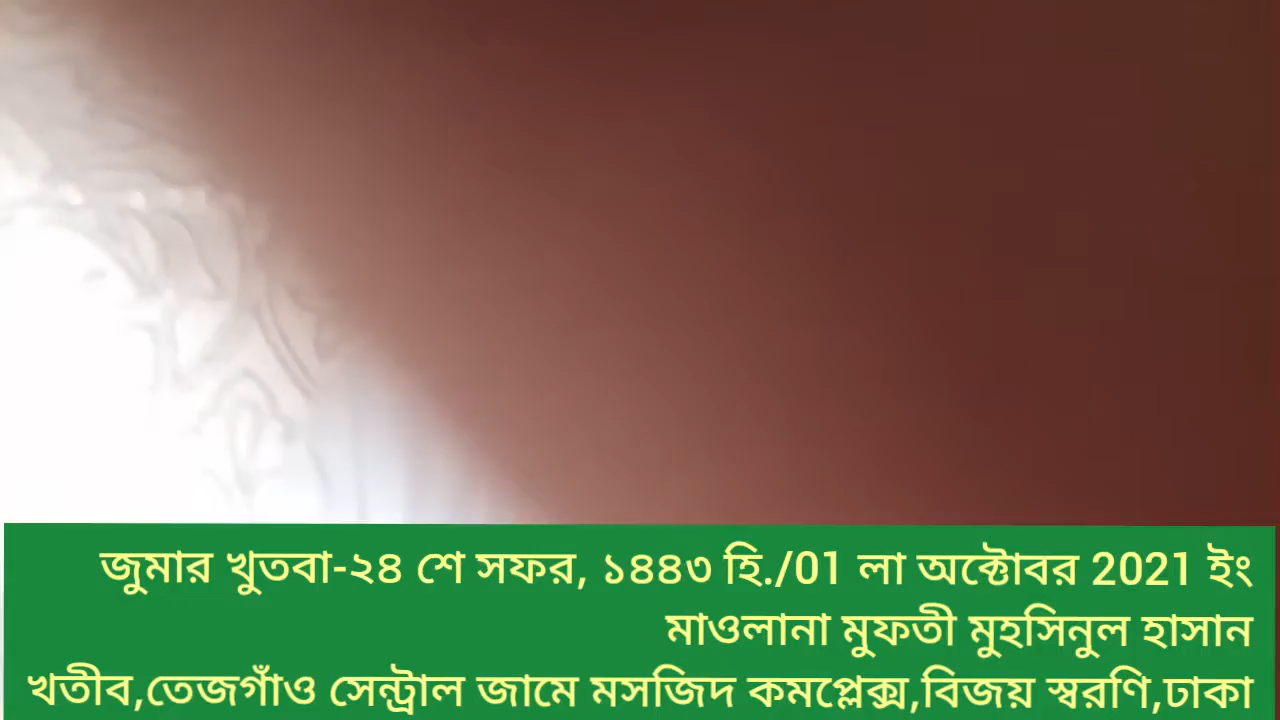 জুমার খুতবা-২৪ শে সফর, ১৪৪৩ হি./01 লা অক্টোবর 2021 ইং
মাওলানা মুফতী মুহসিনুল হাসান
খতীব,তেজগাঁও সেন্ট্রাল জামে মসজিদ কমপ্লেক্স,বিজয় স্বরণি,ঢাকা